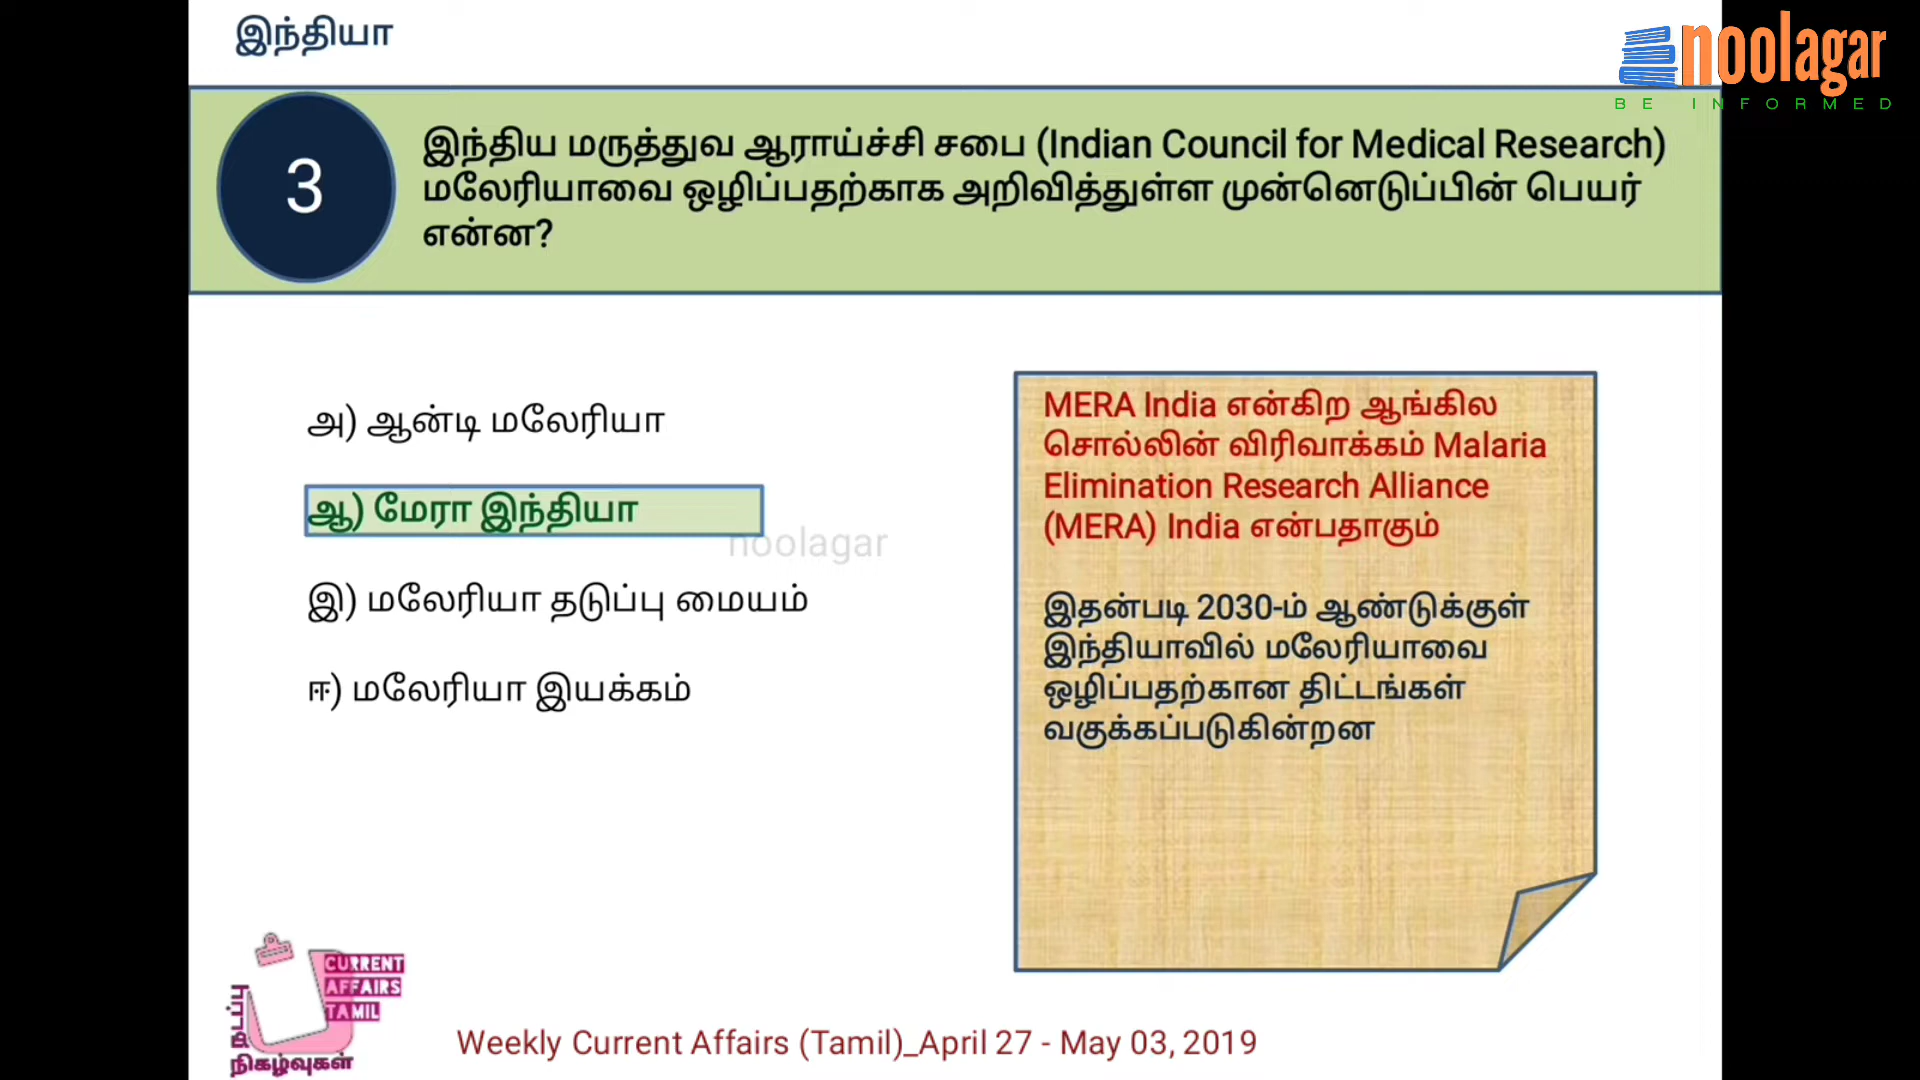 இந்தியா
noolagar
BE INFORMED
3
இந்திய மருத்துவ ஆராய்ச்சி சபை (Indian Council for Medical Research)
மலேரியாவை ஒழிப்பதற்காக அறிவித்துள்ள முன்னெடுப்பின் பெயர்
என்ன?
அ) ஆன்டி மலேரியா
ஆ) மேரா இந்தியா
noolagar
இ) மலேரியா தடுப்பு மையம்
ஈ) மலேரியா இயக்கம்
MERA India என்கிற ஆங்கில
சொல்லின் விரிவாக்கம் Malaria
Elimination Research Alliance
(MERA) India என்பதாகும்
இதன்படி 2030-ம் ஆண்டுக்குள்
இந்தியாவில் மலேரியாவை
ஒழிப்பதற்கான திட்டங்கள்
வகுக்கப்படுகின்றன
CURRENT
AFFAIRS
TAMIL
நடப்பு
நிகழ்வுகள்
Weekly Current Affairs (Tamil)_April 27 - May 03, 2019